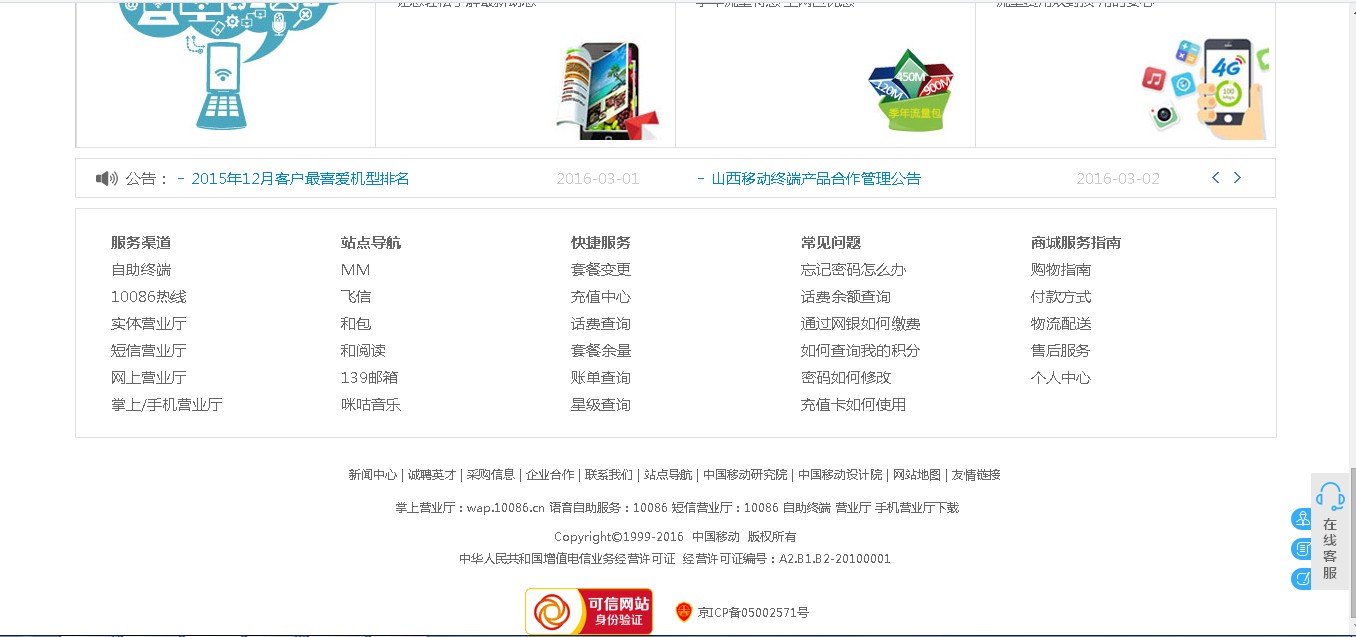 4G
100
450M
120M
900M
季年流量包
公告： - 2015年12月客户最喜爱机型排名 2016-03-01 - 山西移动终端产品合作管理公告 2016-03-02
服务渠道 站点导航 快捷服务 常见问题 商城服务指南
自助终端 MM 套餐变更 忘记密码怎么办 购物指南
10086热线 飞信 充值中心 话费余额查询 付款方式
实体营业厅 和包 话费查询 通过网银如何缴费 物流配送
短信营业厅 和阅读 套餐余量 如何查询我的积分 售后服务
网上营业厅 139邮箱 账单查询 密码如何修改 个人中心
掌上/手机营业厅 咪咕音乐 星级查询 充值卡如何使用
新闻中心 | 诚聘英才 | 采购信息 | 企业合作 | 联系我们 | 站点导航 | 中国移动研究院 | 中国移动设计院 | 网站地图 | 友情链接
掌上营业厅：wap.10086.cn 语音自助服务：10086 短信营业厅：10086 自助终端 营业厅 手机营业厅下载
Copyright©1999-2016 中国移动 版权所有
中华人民共和国增值电信业务经营许可证 经营许可证编号：A2.B1.B2-20100001
可信网站
身份验证
京ICP备05002571号
在线客服